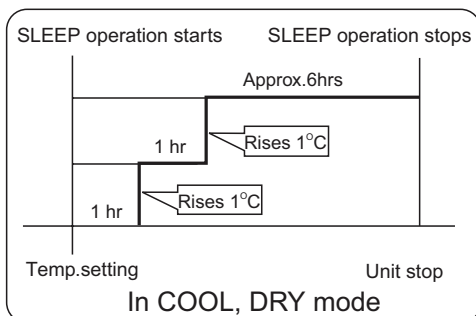 SLEEP operation starts
SLEEP operation stops
Approx.6hrs
1 hr
Rises 1°C
1 hr
Rises 1°C
Temp.setting
Unit stop
In COOL, DRY mode